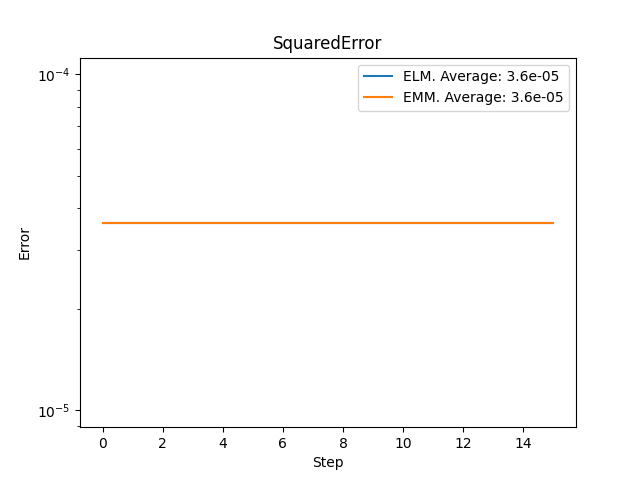 SquaredError
ELM. Average: 3.6e-05
EMM. Average: 3.6e-05
10⁻⁴
Error
10⁻⁵
0 2 4 6 8 10 12 14
Step